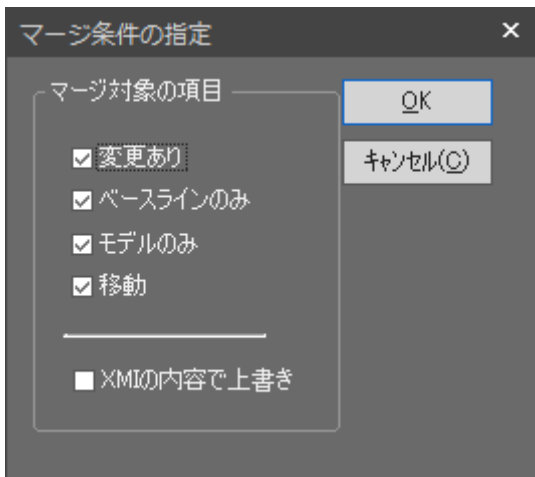 マージ条件の指定
マージ対象の項目
OK
変更あり
キャンセル(C)
ベースラインのみ
モデルのみ
移動
XMIの内容で上書き